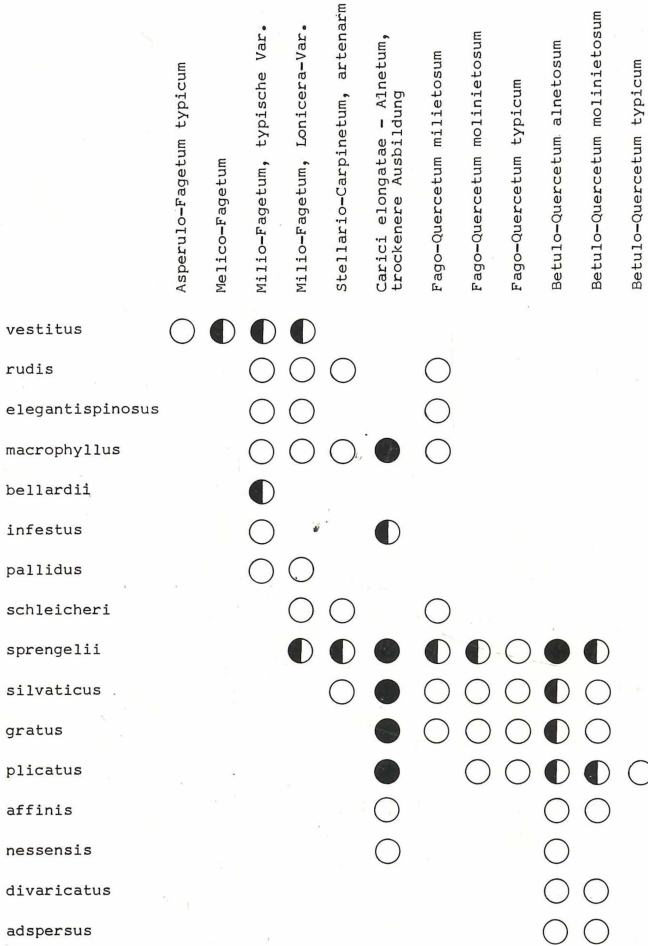 Asperulo-Fagetum typicum
Melico-Fagetum
Milio-Fagetum, typische Var.
Milio-Fagetum, Lonicera-Var.
Stellario-Carpinetum, artenarm
Carici elongatae - Alnetum,
trockenere Ausbildung
Fago-Quercetum milietosum
Fago-Quercetum molinietosum
Fago-Quercetum typicum
Betulo-Quercetum alnetosum
Betulo-Quercetum molinietosum
Betulo-Quercetum typicum
vestitus
rudis
elegantispinosus
macrophyllus
bellardii
infestus
pallidus
schleicheri
sprengelii
silvaticus
gratus
plicatus
affinis
nessensis
divaricatus
adspersus